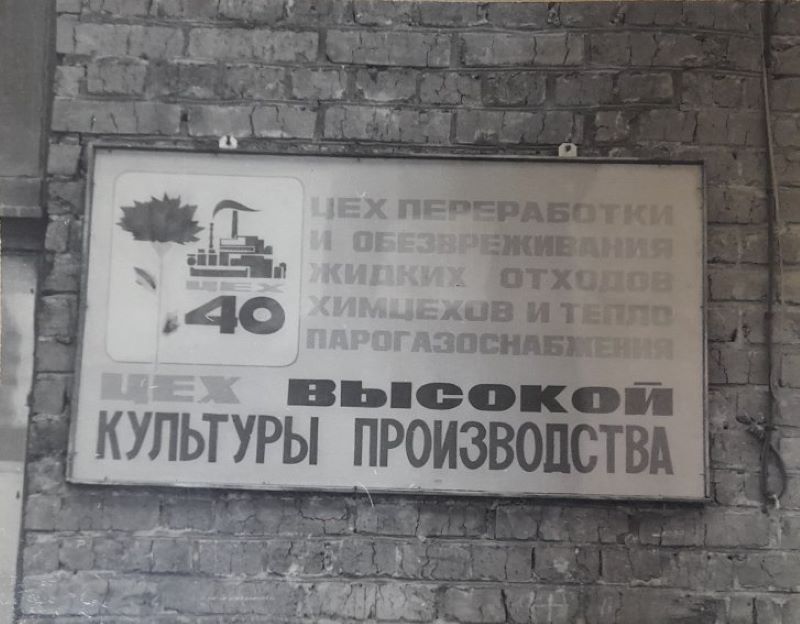 ЦЕХ
40
ЦЕХ ПЕРЕРАБОТКИ
И ОБЕЗВРЕЖИВАНИЯ
ЖИДКИХ ОТХОДОВ
ХИМЦЕХОВ И ТЕПЛО
ПАРОГАЗОСНАБЖЕНИЯ
ЦЕХ ВЫСОКОЙ
КУЛЬТУРЫ ПРОИЗВОДСТВА